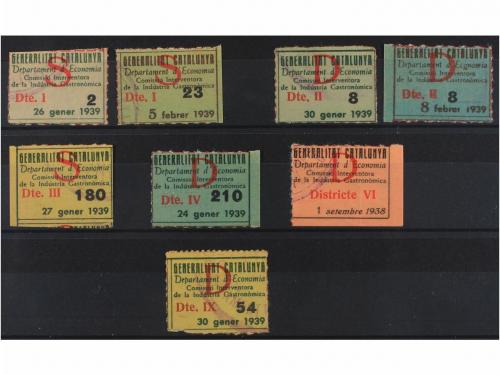 GENERALITAT CATALUNYA
Departament d'Economia
Comissió Interventora
de la Indústria Gastronòmica
S
Dte. I 2
26 gener 1939
GENERALITAT CATALUNYA
Departament d'Economia
Comissió Interventora
de la Indústria Gastronòmica
S
Dte. I 23
5 febrer 1939
GENERALITAT CATALUNYA
Departament d'Economia
Comissió Interventora
de la Indústria Gastronòmica
D
Dte. II 8
30 gener 1939
GENERALITAT CATALUNYA
Departament d'Economia
Comissió Interventora
de la Indústria Gastronòmica
D
Dte. II 8
8 febrer 1939
GENERALITAT CATALUNYA
Departament d'Economia
Comissió Interventora
de la Indústria Gastronòmica
S
Dte. III 180
27 gener 1939
GENERALITAT CATALUNYA
Departament d'Economia
Comissió Interventora
de la Indústria Gastronòmica
D
Dte. IV 210
24 gener 1939
GENERALITAT CATALUNYA
Departament d'Economia
Comissió Interventora
de la Indústria Gastronòmica
D
Districte VI
1 setembre 1938
GENERALITAT CATALUNYA
Departament d'Economia
Comissió Interventora
de la Indústria Gastronòmica
D
Dte. IX 54
30 gener 1939